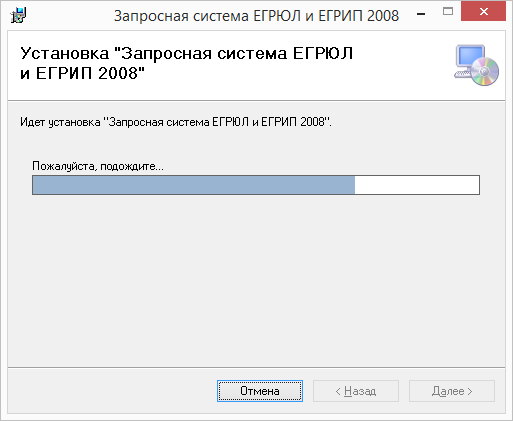 Запросная система ЕГРЮЛ и ЕГРИП 2008
Установка "Запросная система ЕГРЮЛ
и ЕГРИП 2008"
Идет установка "Запросная система ЕГРЮЛ и ЕГРИП 2008".
Пожалуйста, подождите...
Отмена
< Назад
Далее >